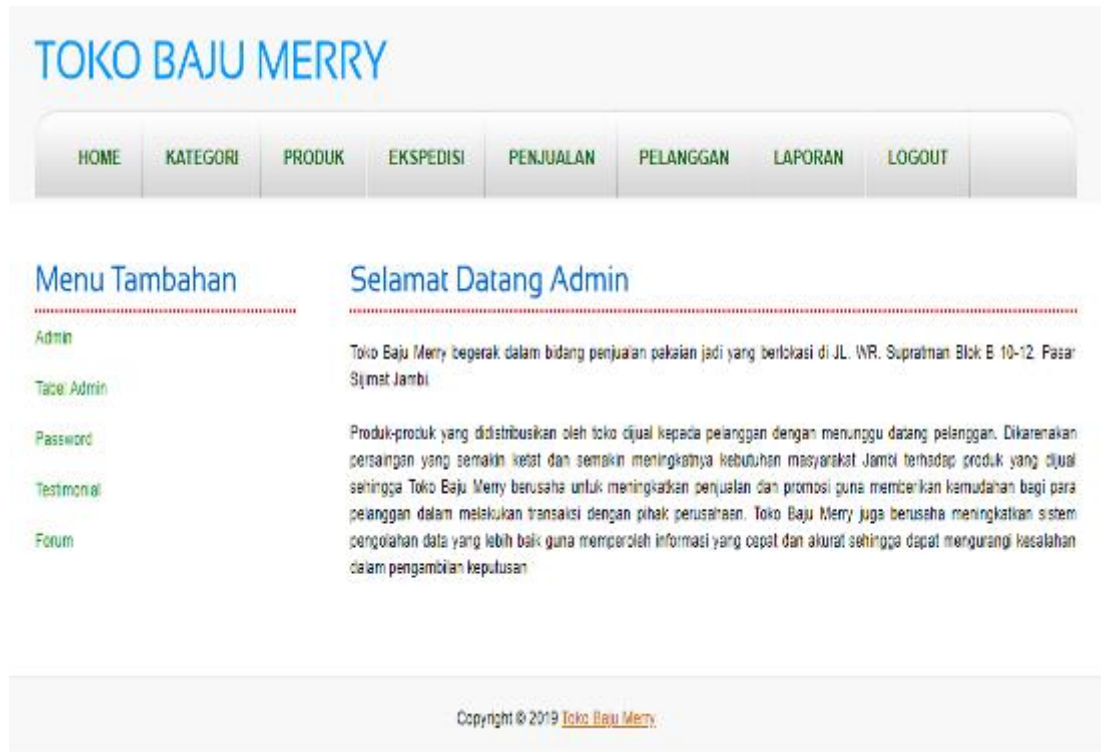 TOKO BAJU MERRY
HOME KATEGORI PRODUK EKSPEDISI PENJUALAN PELANGGAN LAPORAN LOGOUT
Menu Tambahan
Admin
Tabel Admin
Password
Testimonial
Forum
Selamat Datang Admin
Toko Baju Merry begerak dalam bidang penjualan pakaian jadi yang berlokasi di JL. WR. Supratman Blok B 10-12. Pasar
Jambi.
Produk-produk yang didistribusikan oleh toko dijual kepada pelanggan dengan menunggu datang pelanggan. Dikarenakan
persaingan yang semakin ketat dan semakin meningkatnya kebutuhan masyarakat Jambi terhadap produk yang dijual
sehingga Toko Baju Merry berusaha untuk meningkatkan penjualan dan promosi guna memberikan kemudahan bagi para
pelanggan dalam melakukan transaksi dengan pihak perusahaan. Toko Baju Merry juga berusaha meningkatkan sistem
pengolahan data yang lebih baik guna memperoleh informasi yang cepat dan akurat sehingga dapat mengurangi kesalahan
dalam pengambilan keputusan
Copyright © 2019 Toko Baju Merry